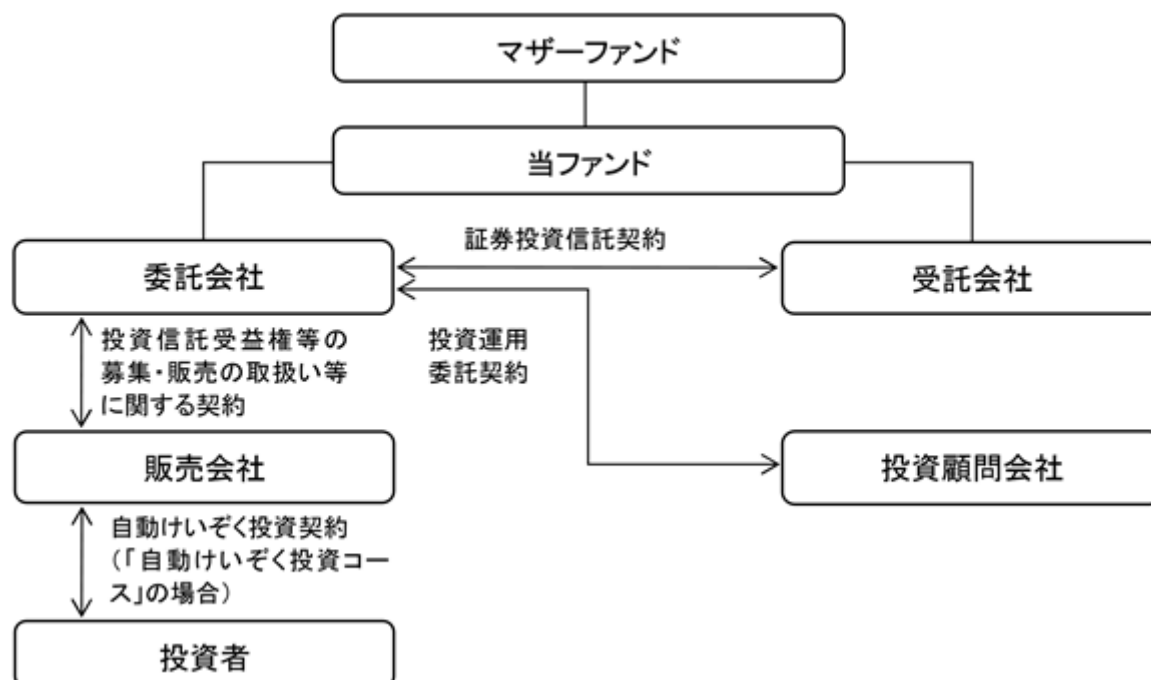 マザーファンド
当ファンド
証券投資信託契約
委託会社
受託会社
投資信託受益権等の
募集・販売の取扱い等
に関する契約
投資運用
委託契約
販売会社
投資顧問会社
自動けいぞく投資契約
（「自動けいぞく投資コー
ス」の場合）
投資者